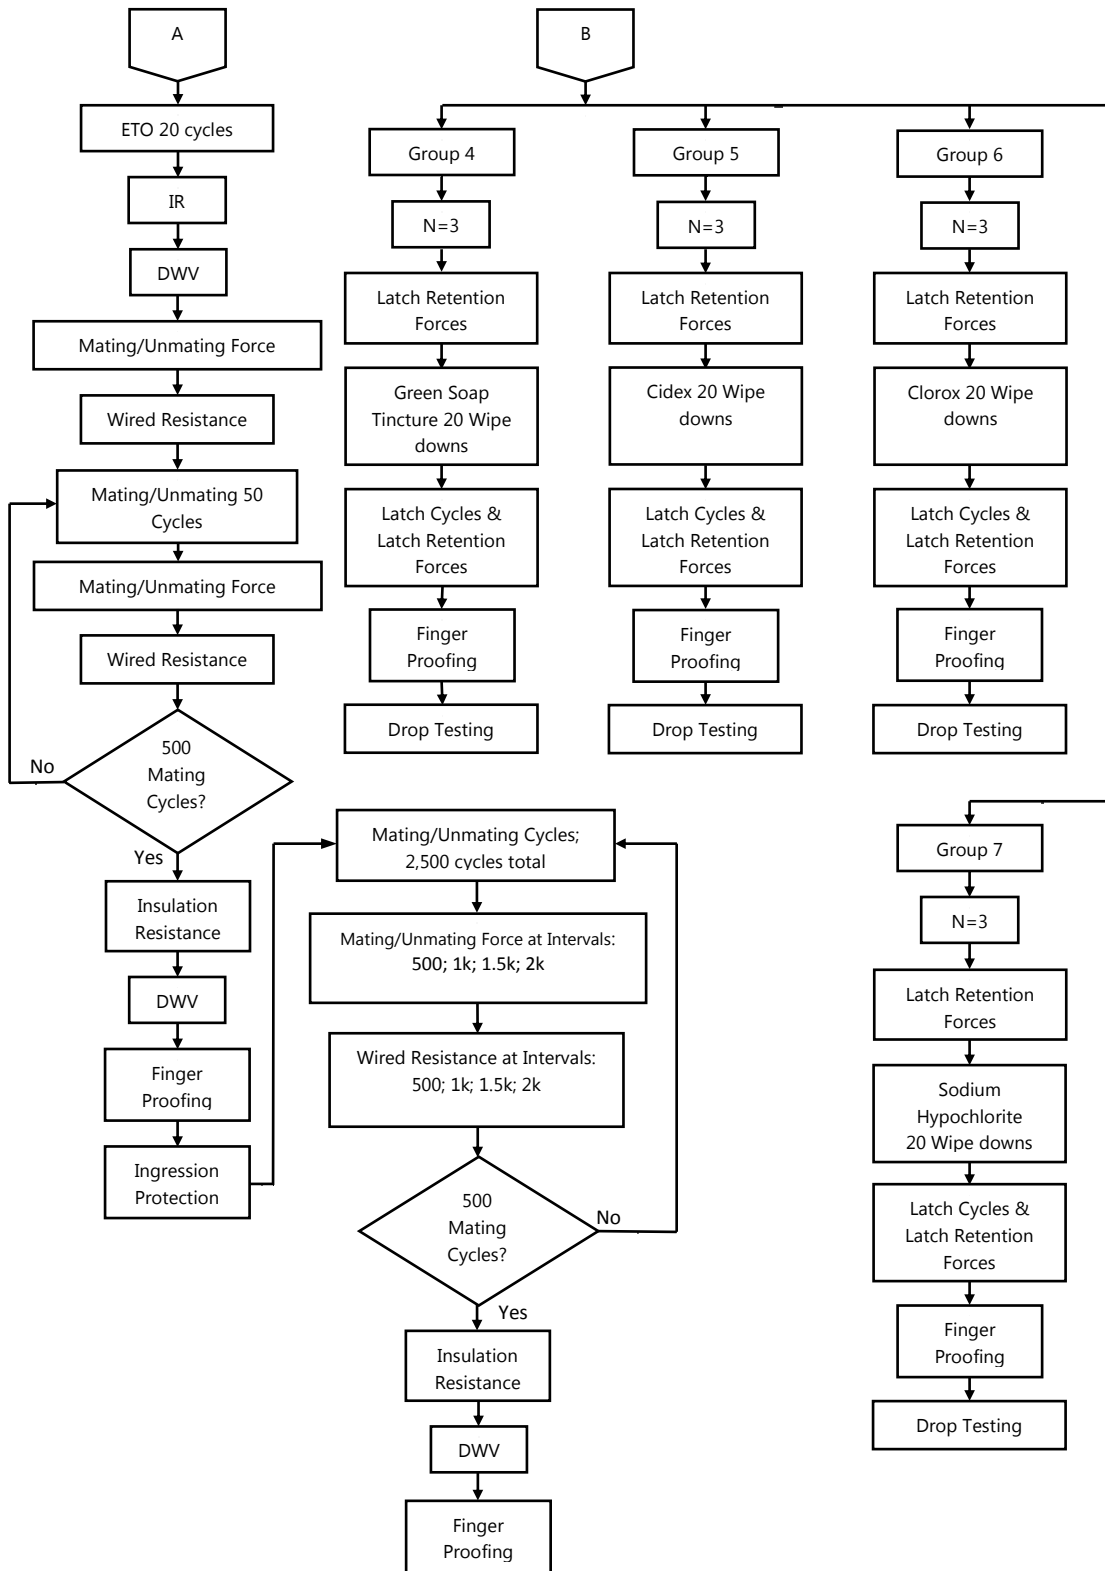 A
ETO 20 cycles
IR
DWV
Mating/Unmating Force
Wired Resistance
Mating/Unmating 50
Cycles
Mating/Unmating Force
Wired Resistance
500
Mating
Cycles?
No
Yes
Insulation
Resistance
DWV
Finger
Proofing
Ingression
Protection
Mating/Unmating Cycles;
2,500 cycles total
Mating/Unmating Force at Intervals:
500; 1k; 1.5k; 2k
Wired Resistance at Intervals:
500; 1k; 1.5k; 2k
500
Mating
Cycles?
No
Yes
Insulation
Resistance
DWV
Finger
Proofing
B
Group 4
N=3
Latch Retention
Forces
Green Soap
Tincture 20 Wipe
downs
Latch Cycles &
Latch Retention
Forces
Finger
Proofing
Drop Testing
Group 5
N=3
Latch Retention
Forces
Cidex 20 Wipe
downs
Latch Cycles &
Latch Retention
Forces
Finger
Proofing
Drop Testing
Group 6
N=3
Latch Retention
Forces
Clorox 20 Wipe
downs
Latch Cycles &
Latch Retention
Forces
Finger
Proofing
Drop Testing
Group 7
N=3
Latch Retention
Forces
Sodium
Hypochlorite
20 Wipe downs
Latch Cycles &
Latch Retention
Forces
Finger
Proofing
Drop Testing